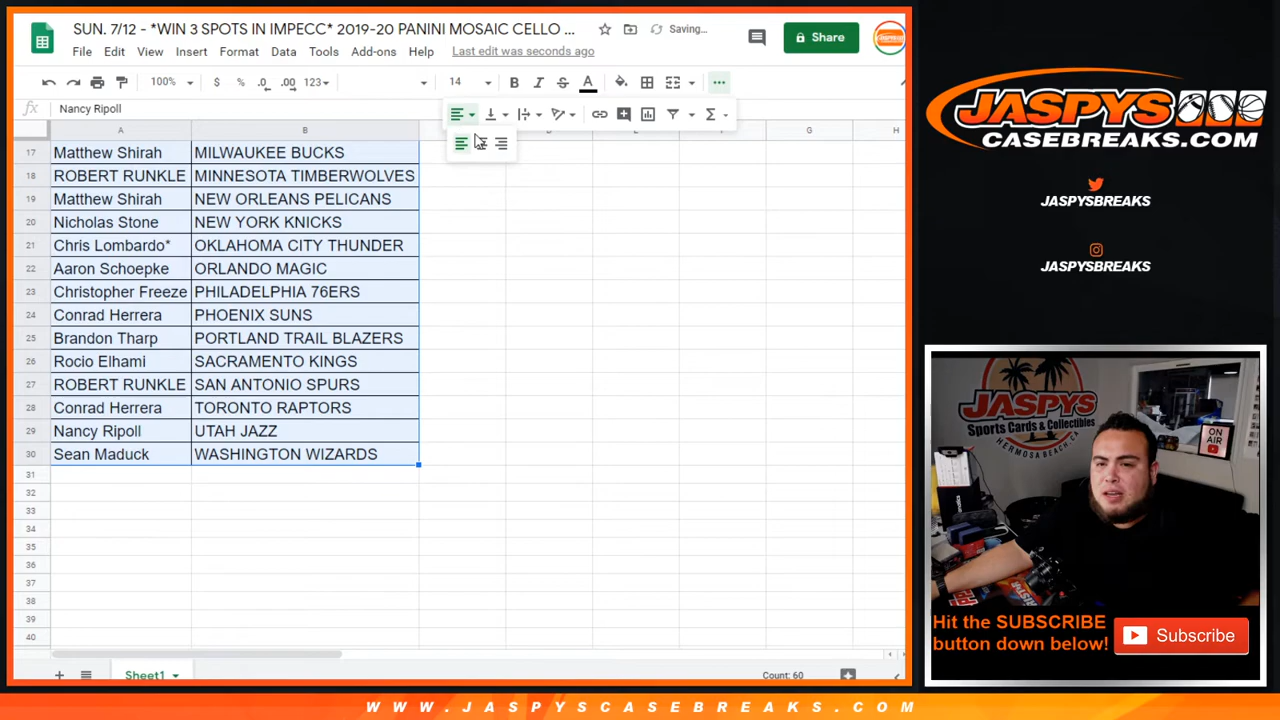 SUN. 7/12 - *WIN 3 SPOTS IN IMPECC* 2019-20 PANINI MOSAIC CELLO ...
Saving...
Share
File Edit View Insert Format Data Tools Add-ons Help Last edit was seconds ago
100% $ % .0 .00 123 14 B I S A
fx Nancy Ripoll
A B G H
17 Matthew Shirah MILWAUKEE BUCKS
18 ROBERT RUNKLE MINNESOTA TIMBERWOLVES
19 Matthew Shirah NEW ORLEANS PELICANS
20 Nicholas Stone NEW YORK KNICKS
21 Chris Lombardo* OKLAHOMA CITY THUNDER
22 Aaron Schoepke ORLANDO MAGIC
23 Christopher Freeze PHILADELPHIA 76ERS
24 Conrad Herrera PHOENIX SUNS
25 Brandon Tharp PORTLAND TRAIL BLAZERS
26 Rocio Elhami SACRAMENTO KINGS
27 ROBERT RUNKLE SAN ANTONIO SPURS
28 Conrad Herrera TORONTO RAPTORS
29 Nancy Ripoll UTAH JAZZ
30 Sean Maduck WASHINGTON WIZARDS
31
32
33
34
35
36
37
38
39
40
Sheet1
Count: 60
JASPYS
CASEBREAKS.COM
JASPYSBREAKS
JASPYSBREAKS
JASPYS
Sports Cards & Collectibles
HERMOSA BEACH, CA
ON AIR
Hit the SUBSCRIBE
button down below!
Subscribe
WWW.JASPYSCASEBREAKS.COM